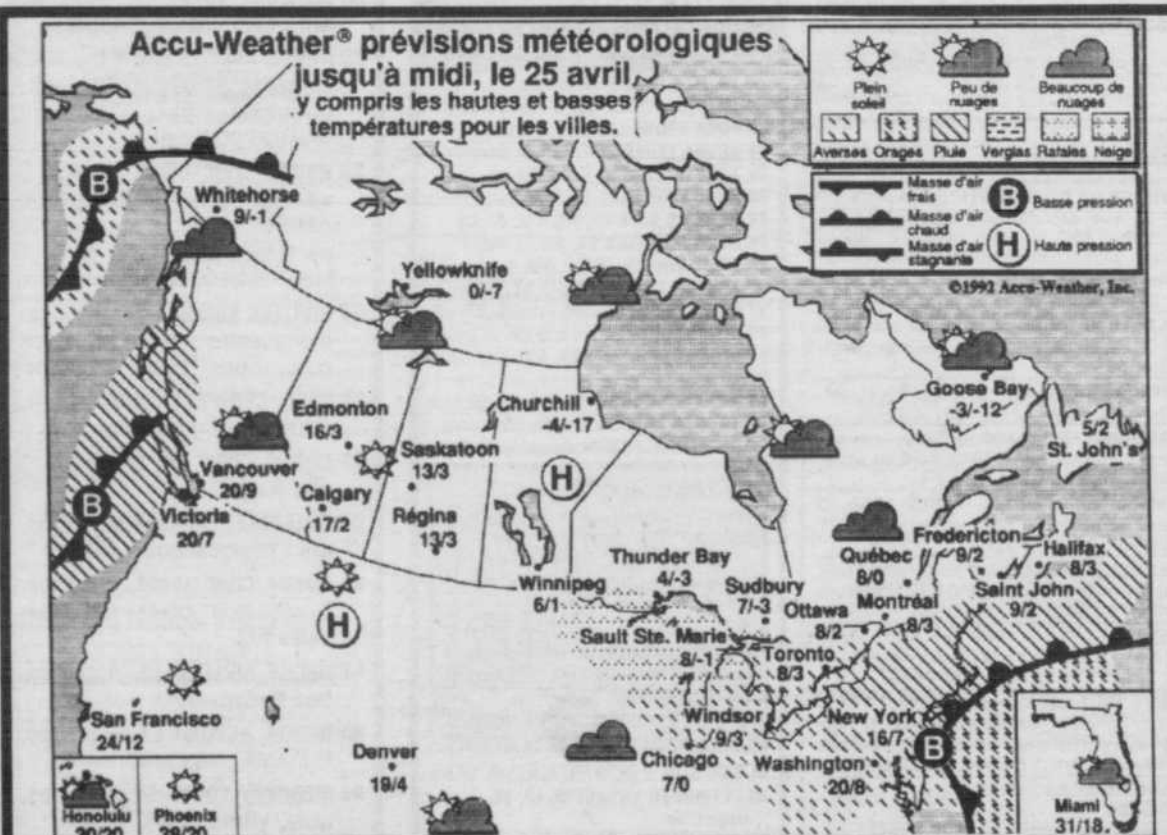 Accu-Weather® prévisions météorologiques
jusqu'à midi, le 25 avril,
y compris les hautes et basses
températures pour les villes.
Plein
soleil
Peu de
nuages
Beaucoup de
nuages
Averses Orages Pluie Verglas Rafales Neige
Masse d'air
frais
Masse d'air
chaud
Masse d'air
stagnante
B Basse pression
H Haute pression
©1992 Accu-Weather, Inc.
B
Whitehorse
9/-1
Yellowknife
0/-7
Goose Bay
-3/-12
5/2
St. John's
Churchill
-4/-17
Edmonton
16/3
Saskatoon
13/3
Vancouver
20/9
Calgary
17/2
Régina
13/3
Victoria
20/7
B
H
Winnipeg
6/1
Thunder Bay
4/-3
Sudbury
7/-3
Sault Ste. Marie
8/-1
Ottawa
8/2
Toronto
8/3
Montréal
8/3
Québec
8/0
Fredericton
9/2
Halifax
8/3
Saint John
9/2
H
San Francisco
24/12
Denver
19/4
Windsor
9/3
Chicago
7/0
New York
16/7
Washington
20/8
B
Honolulu
Phoenix
Miami
31/18